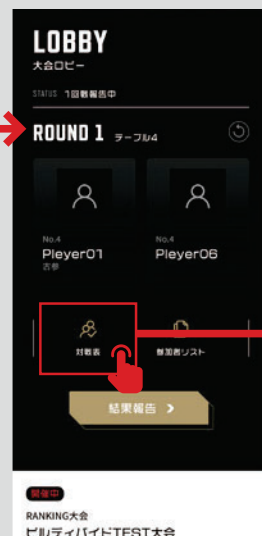 LOBBY
大会ロビー
STATUS 1回戦報告中
ROUND 1 テーブル4
No.4 No.4
Pleyer01 Pleyer06
古参
対戦表 参加者リスト
結果報告
開催中
RANKING大会
ビルディバイドTEST大会